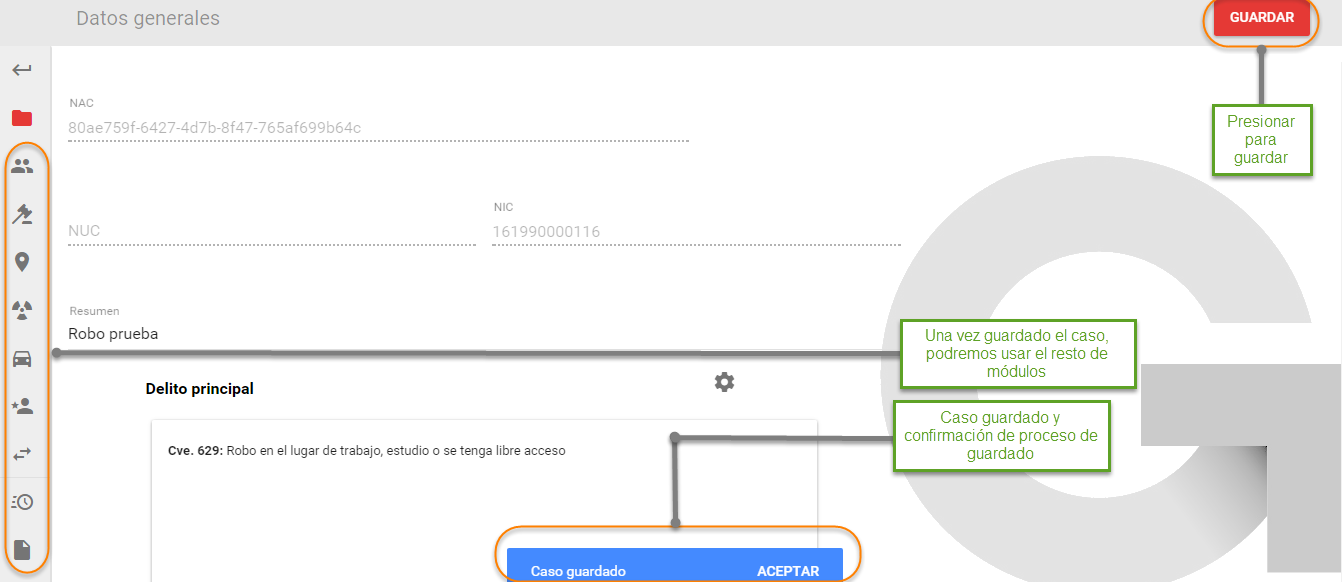 Datos generales
GUARDAR
NAC
80ae759f-6427-4d7b-8f47-765af699b64c
Presionar
para
guardar
NUC
NIC
161990000116
Resumen
Robo prueba
Una vez guardado el caso,
podremos usar el resto de
módulos
Delito principal
Caso guardado y
confirmación de proceso de
guardado
Cve. 629: Robo en el lugar de trabajo, estudio o se tenga libre acceso
Caso guardado
ACEPTAR